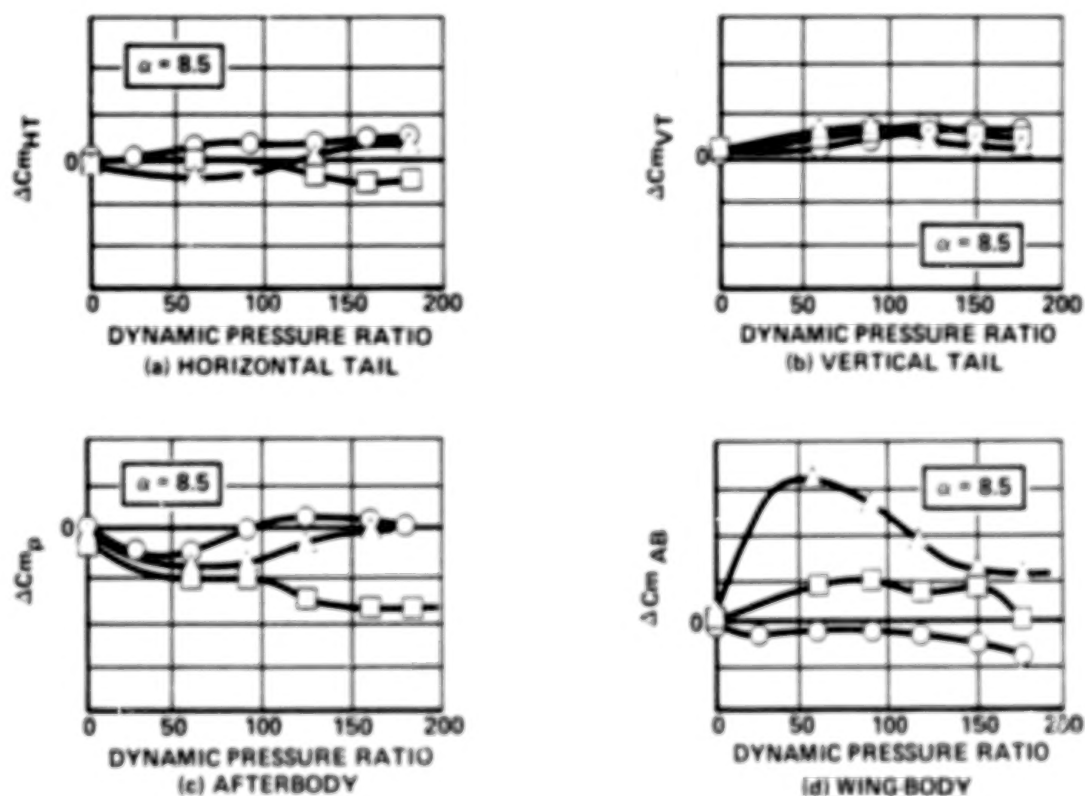 α = 8.5
ΔCmHT
0
0 50 100 150 200
DYNAMIC PRESSURE RATIO
(a) HORIZONTAL TAIL
ΔCmVT
0
α = 8.5
0 50 100 150 200
DYNAMIC PRESSURE RATIO
(b) VERTICAL TAIL
α = 8.5
0
ΔCmp
0 50 100 150 200
DYNAMIC PRESSURE RATIO
(c) AFTERBODY
α = 8.5
ΔCm AB
0
0 50 100 150 200
DYNAMIC PRESSURE RATIO
(d) WING-BODY